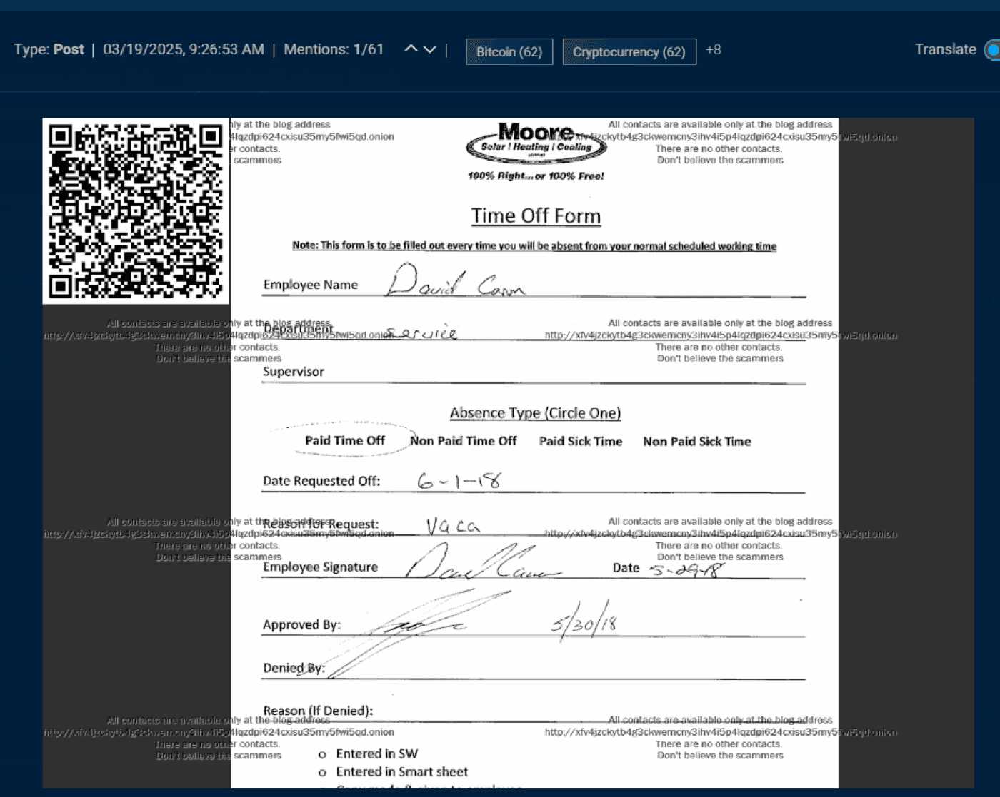 Type: Post | 03/19/2025, 9:26:53 AM | Mentions: 1/61 | Bitcoin (62) Cryptocurrency (62) +8 Translate
nly at the blog address
4lqzdpi624cxisu35my5fwi5qd.onion
er contacts.
scammers
Moore
Solar | Heating | Cooling
100% Right... or 100% Free!
All contacts are available only at the blog address
xfv4jzckytb4g3ckwemcny3ihv4i5p4lqzdpi624cxisu35my5fwi5qd.onion
There are no other contacts.
Don't believe the scammers
Time Off Form
Note: This form is to be filled out every time you will be absent from your normal scheduled working time
Employee Name David Cann
All contacts are available only at the blog address
http://xfv4jzckytb4g3ckwemcny3ihv4i5p4lqzdpi624cxisu35my5fwi5qd.onion
There are no other contacts.
Don't believe the scammers
Department Service
All contacts are available only at the blog address
http://xfv4jzckytb4g3ckwemcny3ihv4i5p4lqzdpi624cxisu35my5fwi5qd.onion
There are no other contacts.
Don't believe the scammers
Supervisor
Absence Type (Circle One)
Paid Time Off Non Paid Time Off Paid Sick Time Non Paid Sick Time
Date Requested Off: 6-1-18
All contacts are available only at the blog address
http://xfv4jzckytb4g3ckwemcny3ihv4i5p4lqzdpi624cxisu35my5fwi5qd.onion
There are no other contacts.
Don't believe the scammers
Reason for Request: Vaca
All contacts are available only at the blog address
http://xfv4jzckytb4g3ckwemcny3ihv4i5p4lqzdpi624cxisu35my5fwi5qd.onion
There are no other contacts.
Don't believe the scammers
Employee Signature Date 5-29-18
Approved By: 5/30/18
Denied By:
Reason (If Denied):
All contacts are available only at the blog address
http://xfv4jzckytb4g3ckwemcny3ihv4i5p4lqzdpi624cxisu35my5fwi5qd.onion
There are no other contacts.
Don't believe the scammers
All contacts are available only at the blog address
http://xfv4jzckytb4g3ckwemcny3ihv4i5p4lqzdpi624cxisu35my5fwi5qd.onion
There are no other contacts.
Don't believe the scammers
o Entered in SW
o Entered in Smart sheet
Copy made & given to employee